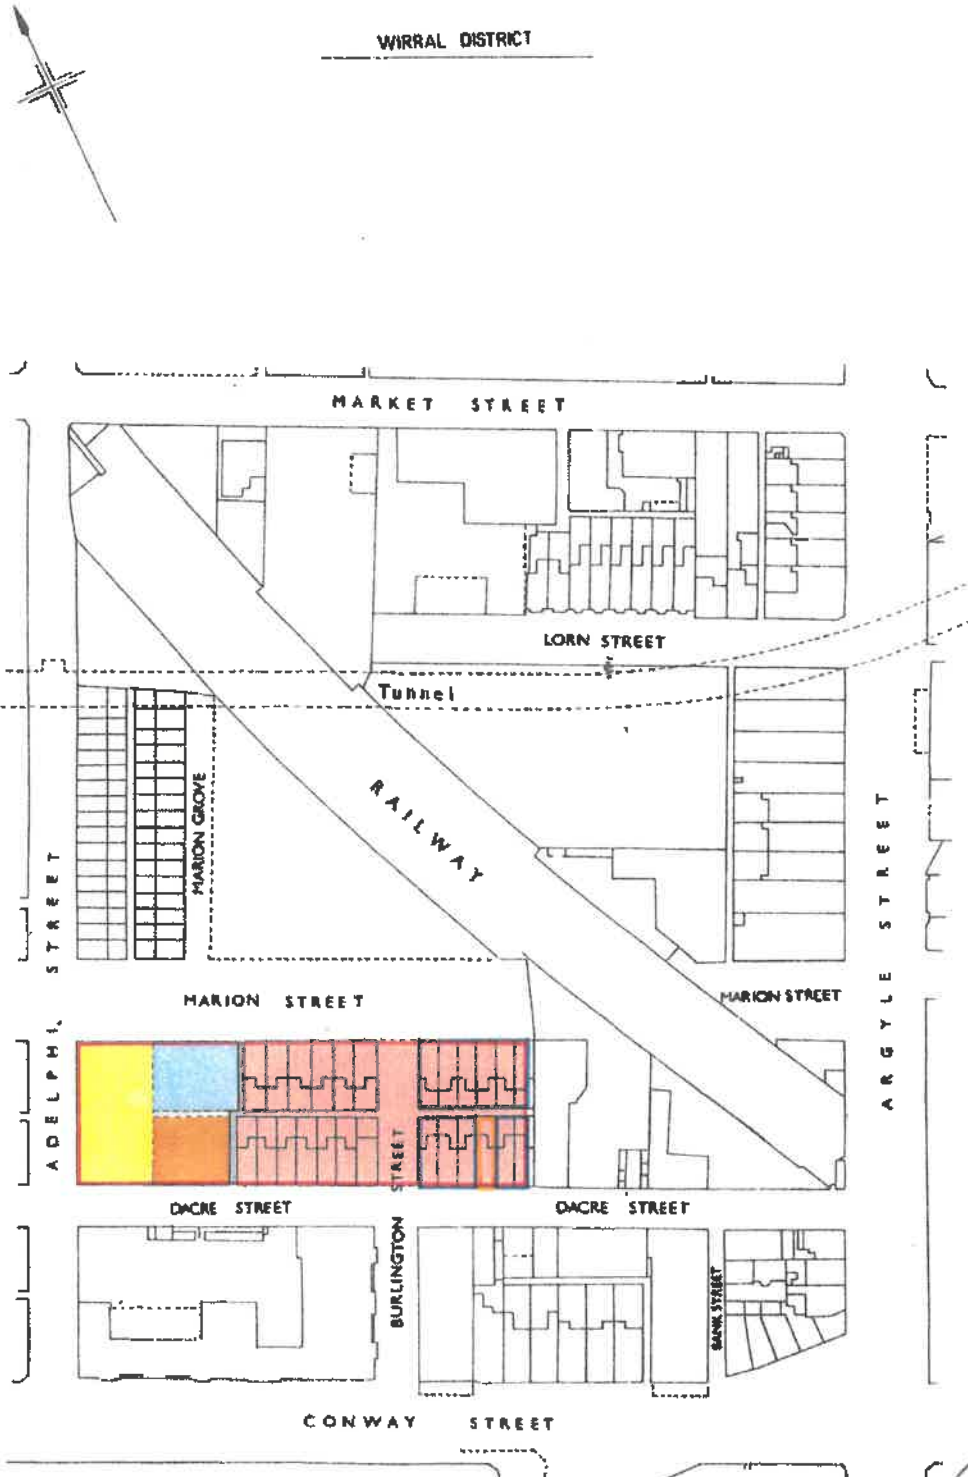 WIRRAL DISTRICT
MARKET STREET
LORN STREET
Tunnel
RAILWAY
MARION GROVE
ADELPHI STREET
ARGYLE STREET
MARION STREET
MARION STREET
BURLINGTON STREET
DACRE STREET
DACRE STREET
BANK STREET
CONWAY STREET